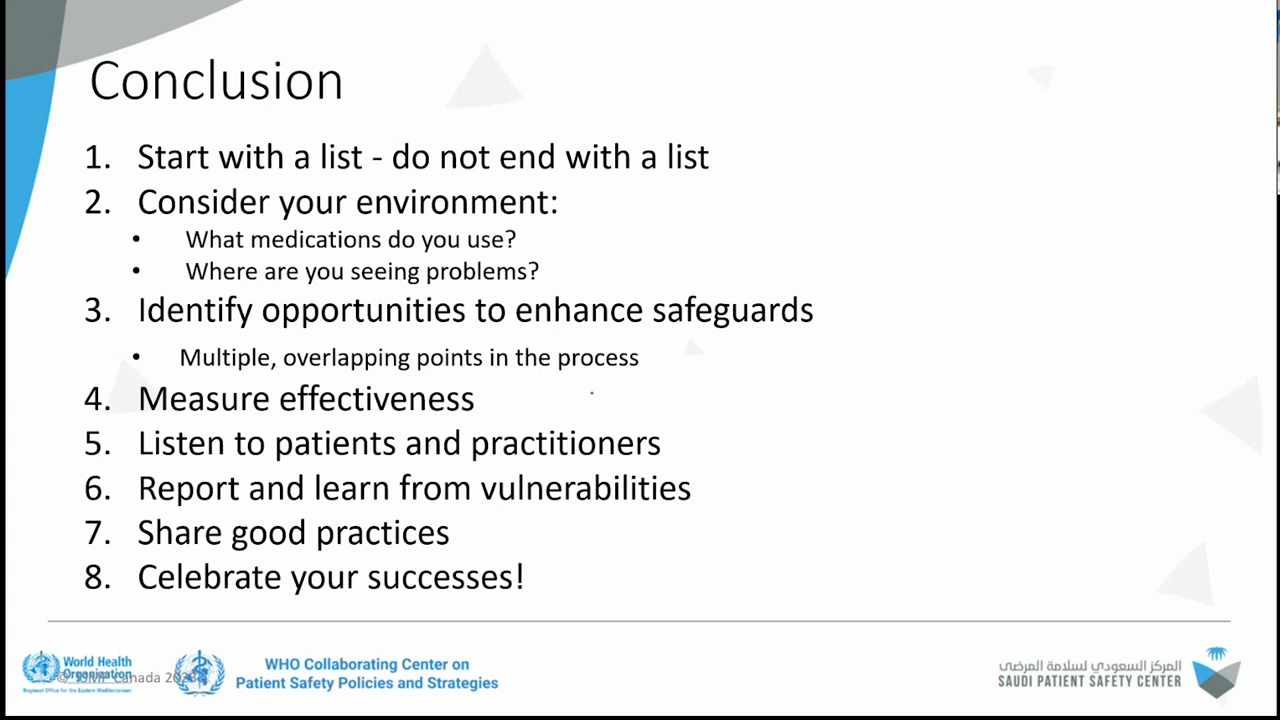 Conclusion
1. Start with a list - do not end with a list
2. Consider your environment:
• What medications do you use?
• Where are you seeing problems?
3. Identify opportunities to enhance safeguards
• Multiple, overlapping points in the process
4. Measure effectiveness
5. Listen to patients and practitioners
6. Report and learn from vulnerabilities
7. Share good practices
8. Celebrate your successes!
World Health
Organization
Regional Office for the Eastern Mediterranean
Canada
WHO Collaborating Center on
Patient Safety Policies and Strategies
المركز السعودي لسلامة المرضى
SAUDI PATIENT SAFETY CENTER